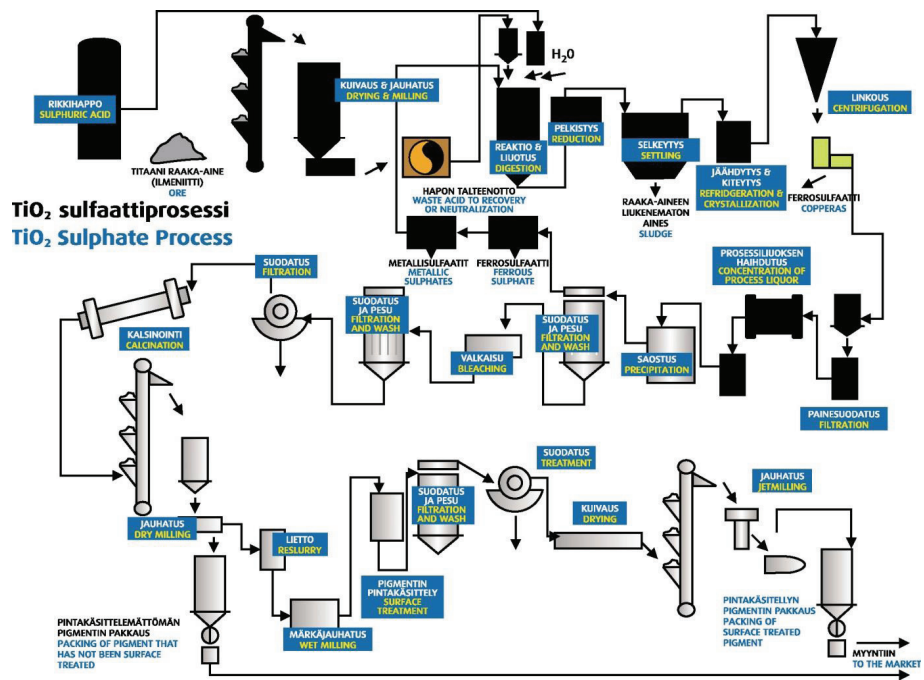 H₂0
RIKKIHAPPO
SULPHURIC ACID
KUIVAUS & JAUHATUS
DRYING & MILLING
LINKOUS
CENTRIFUGATION
PELKISTYS
REDUCTION
REAKTIO &
LIUOTUS
DIGESTION
SELKEYTYS
SETTLING
JÄÄHDYTYS &
KITEYTYS
REFRIDGERATION &
CRYSTALLIZATION
TITAANI RAAKA-AINE
(ILMENIITTI)
ORE
HAPON TALTEENOTTO
WASTE ACID TO RECOVERY
OR NEUTRALIZATION
RAAKA-AINEEN
LIUKENEMATON
AINES
SLUDGE
FERROSULFAATTI
COPPERAS
TiO₂ sulfaattiprosessi
TiO₂ Sulphate Process
METALLISULFAATIT
METALLIC
SULPHATES
FERROSULFAATTI
FERROUS
SULPHATE
PROSESSILIUOKSEN
HAIHDUTUS
CONCENTRATION OF
PROCESS LIQUOR
SUODATUS
FILTRATION
KALSINOINTI
CALCINATION
SUODATUS
JA PESU
FILTRATION
AND WASH
VALKAISU
BLEACHING
SUODATUS
JA PESU
FILTRATION
AND WASH
SAOSTUS
PRECIPITATION
PAINESUODATUS
FILTRATION
JAUHATUS
DRY MILLING
LIETTO
RESLURRY
SUODATUS
JA PESU
FILTRATION
AND WASH
SUODATUS
TREATMENT
KUIVAUS
DRYING
JAUHATUS
JETMILLING
PIGMENTIN
PINTAKÄSITTELY
SURFACE
TREATMENT
MÄRKÄJAUHATUS
WET MILLING
PINTAKÄSITTELEMÄTTÖMÄN
PIGMENTIN PAKKAUS
PACKING OF PIGMENT THAT
HAS NOT BEEN SURFACE
TREATED
PINTAKÄSITELLYN
PIGMENTIN PAKKAUS
PACKING OF
SURFACE TREATED
PIGMENT
MYYNTIIN
TO THE MARKET